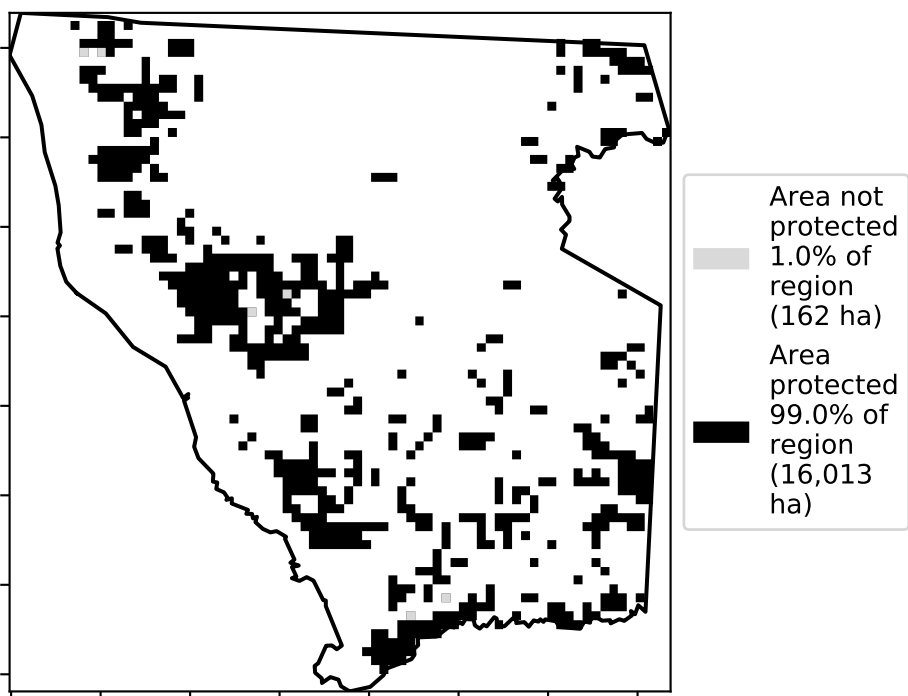 Area not
protected
1.0% of
region
(162 ha)
Area
protected
99.0% of
region
(16,013
ha)